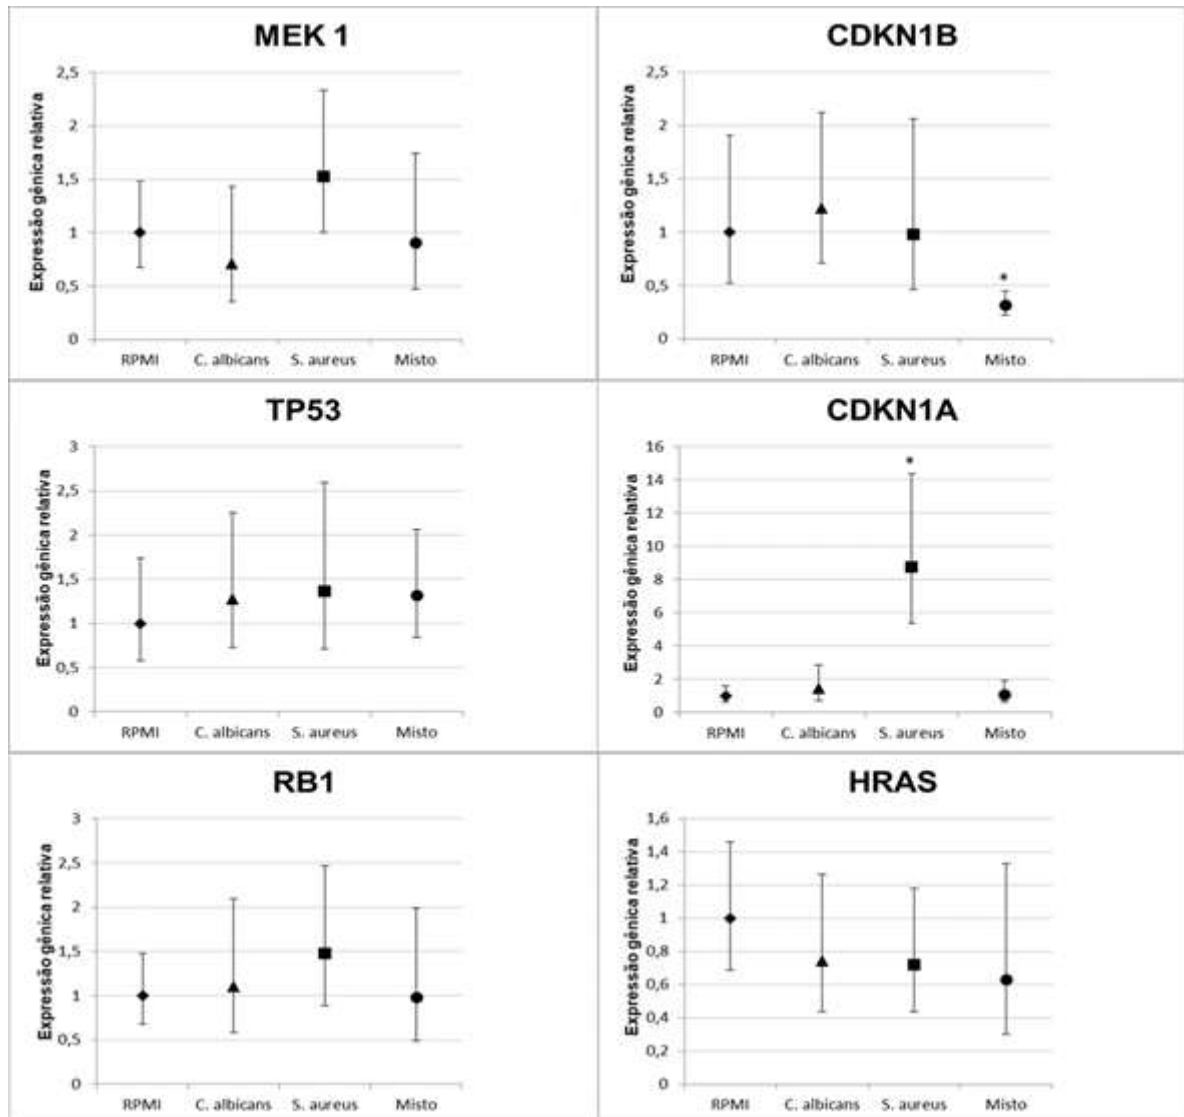 MEK 1
Expressão gênica relativa
2,5
2
1,5
1
0,5
0
RPMI C. albicans S. aureus Misto
CDKN1B
Expressão gênica relativa
2,5
2
1,5
1
0,5
0
*
RPMI C. albicans S. aureus Misto
TP53
Expressão gênica relativa
3
2,5
2
1,5
1
0,5
0
RPMI C. albicans S. aureus Misto
CDKN1A
Expressão gênica relativa
16
14
12
10
8
6
4
2
0
*
RPMI C. albicans S. aureus Misto
RB1
Expressão gênica relativa
3
2,5
2
1,5
1
0,5
0
RPMI C. albicans S. aureus Misto
HRAS
Expressão gênica relativa
1,6
1,4
1,2
1
0,8
0,6
0,4
0,2
0
RPMI C. albicans S. aureus Misto